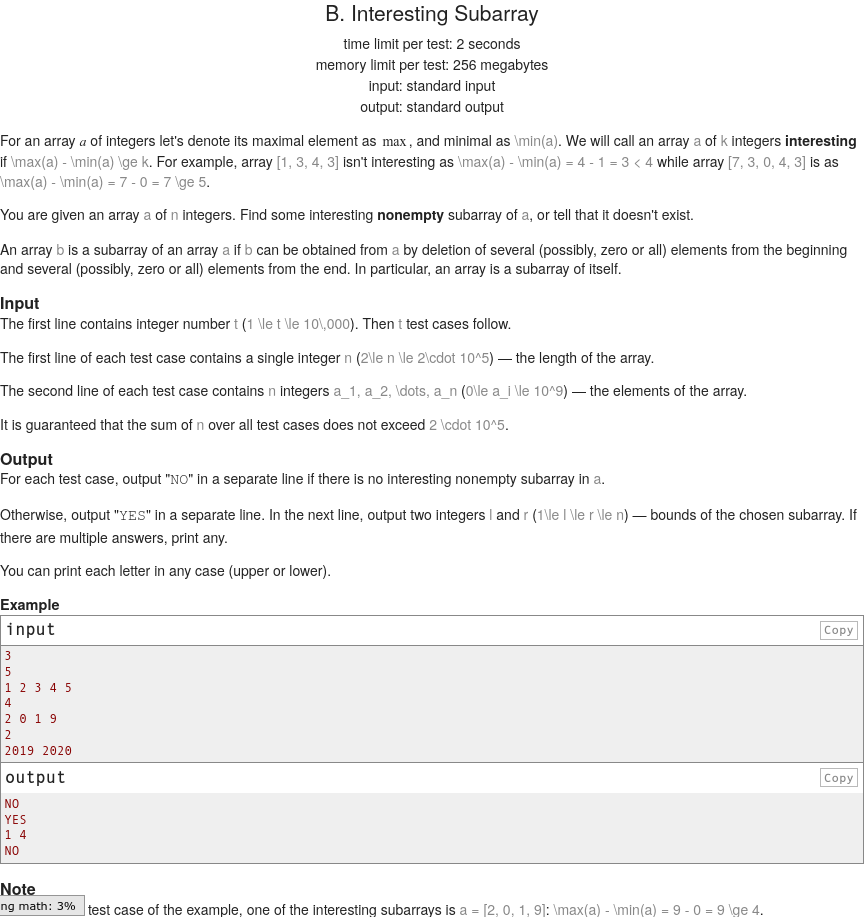 B. Interesting Subarray
time limit per test: 2 seconds
memory limit per test: 256 megabytes
input: standard input
output: standard output
For an array a of integers let's denote its maximal element as max, and minimal as \min(a). We will call an array a of k integers interesting
if \max(a) - \min(a) \ge k. For example, array [1, 3, 4, 3] isn't interesting as \max(a) - \min(a) = 4 - 1 = 3 < 4 while array [7, 3, 0, 4, 3] is as
\max(a) - \min(a) = 7 - 0 = 7 \ge 5.
You are given an array a of n integers. Find some interesting nonempty subarray of a, or tell that it doesn't exist.
An array b is a subarray of an array a if b can be obtained from a by deletion of several (possibly, zero or all) elements from the beginning
and several (possibly, zero or all) elements from the end. In particular, an array is a subarray of itself.
Input
The first line contains integer number t (1 \le t \le 10\,000). Then t test cases follow.
The first line of each test case contains a single integer n (2\le n \le 2\cdot 10^5) — the length of the array.
The second line of each test case contains n integers a_1, a_2, \dots, a_n (0\le a_i \le 10^9) — the elements of the array.
It is guaranteed that the sum of n over all test cases does not exceed 2 \cdot 10^5.
Output
For each test case, output "NO" in a separate line if there is no interesting nonempty subarray in a.
Otherwise, output "YES" in a separate line. In the next line, output two integers l and r (1\le l \le r \le n) — bounds of the chosen subarray. If
there are multiple answers, print any.
You can print each letter in any case (upper or lower).
Example
input Copy
3
5
1 2 3 4 5
4
2 0 1 9
2
2019 2020
output Copy
NO
YES
1 4
NO
Note
ng math: 3% test case of the example, one of the interesting subarrays is a = [2, 0, 1, 9]: \max(a) - \min(a) = 9 - 0 = 9 \ge 4.